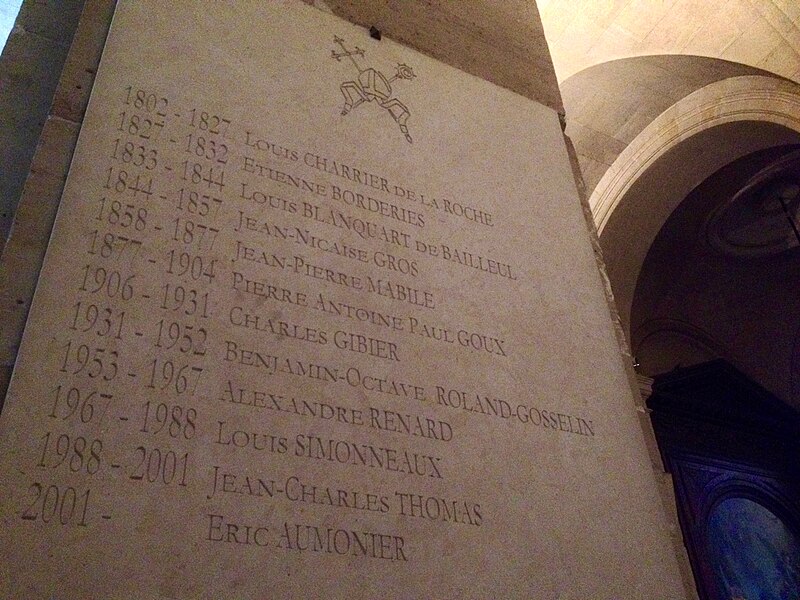 1802 - 1827 LOUIS CHARRIER DE LA ROCHE
1827 - 1832 ETIENNE BORDERIES
1833 - 1844 LOUIS BLANQUART DE BAILLEUL
1844 - 1857 JEAN-NICAISE GROS
1858 - 1877 JEAN-PIERRE MABILE
1877 - 1904 PIERRE ANTOINE PAUL GOUX
1906 - 1931 CHARLES GIBIER
1931 - 1952 BENJAMIN-OCTAVE ROLAND-GOSSELIN
1953 - 1967 ALEXANDRE RENARD
1967 - 1988 LOUIS SIMONNEAUX
1988 - 2001 JEAN-CHARLES THOMAS
2001 - ERIC AUMONIER